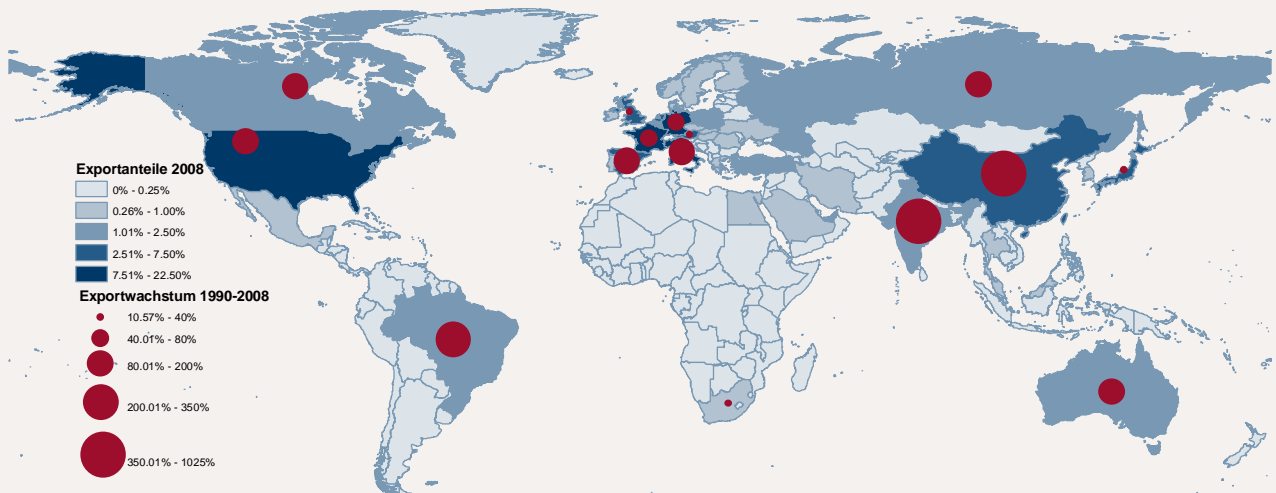 Exportanteile 2008
0% - 0.25%
0.26% - 1.00%
1.01% - 2.50%
2.51% - 7.50%
7.51% - 22.50%
Exportwachstum 1990-2008
10.57% - 40%
40.01% - 80%
80.01% - 200%
200.01% - 350%
350.01% - 1025%